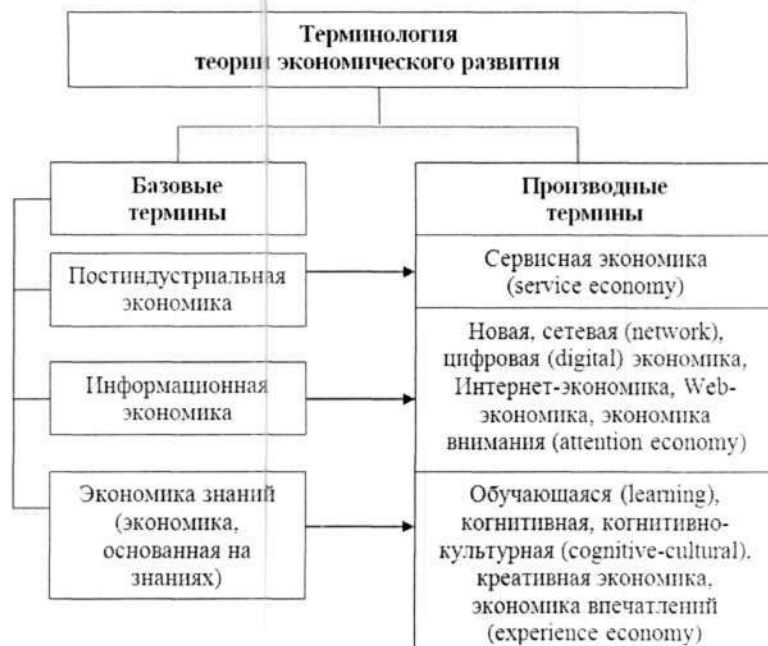 Терминология
теории экономического развития
Базовые
термины
Производные
термины
Постиндустриальная
экономика
Сервисная экономика
(service economy)
Информационная
экономика
Новая, сетевая (network),
цифровая (digital) экономика,
Интернет-экономика, Web-
экономика, экономика
внимания (attention economy)
Экономика знаний
(экономика,
основанная на
знаниях)
Обучающаяся (learning),
когнитивная, когнитивно-
культурная (cognitive-cultural).
креативная экономика,
экономика впечатлений
(experience economy)